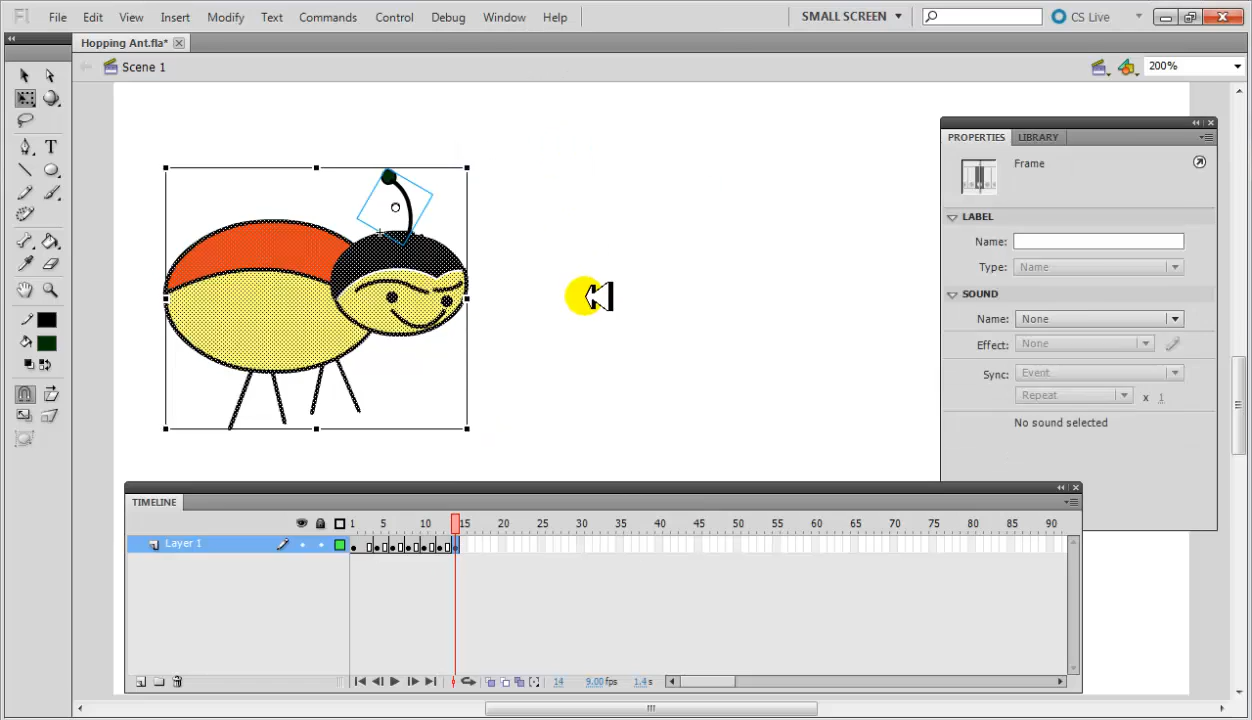 Fl File Edit View Insert Modify Text Commands Control Debug Window Help SMALL SCREEN CS Live
Hopping Ant.fla*
Scene 1 200%
PROPERTIES LIBRARY
Frame
LABEL
Name:
Type: Name
SOUND
Name: None
Effect: None
Sync: Event
Repeat x 1
No sound selected
TIMELINE
1 5 10 15 20 25 30 35 40 45 50 55 60 65 70 75 80 85 90
Layer 1
14 9.00fps 1.4s